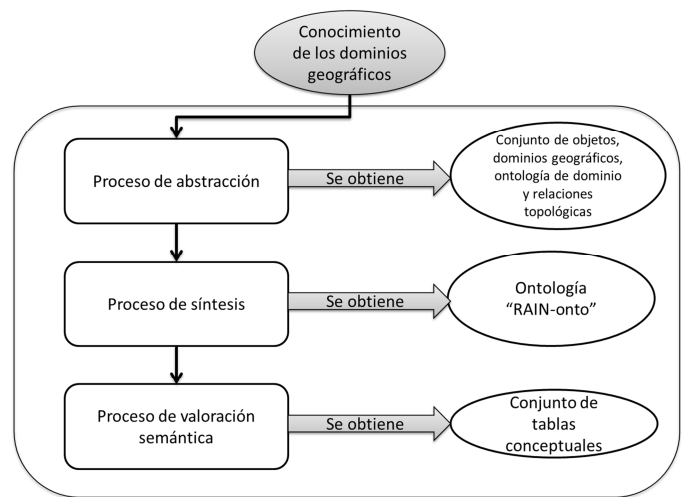 Conocimiento
de los dominios
geográficos
Proceso de abstracción
Se obtiene
Conjunto de objetos,
dominios geográficos,
ontología de dominio
y relaciones
topológicas
Proceso de síntesis
Se obtiene
Ontología
“RAIN-onto”
Proceso de valoración
semántica
Se obtiene
Conjunto de
tablas
conceptuales